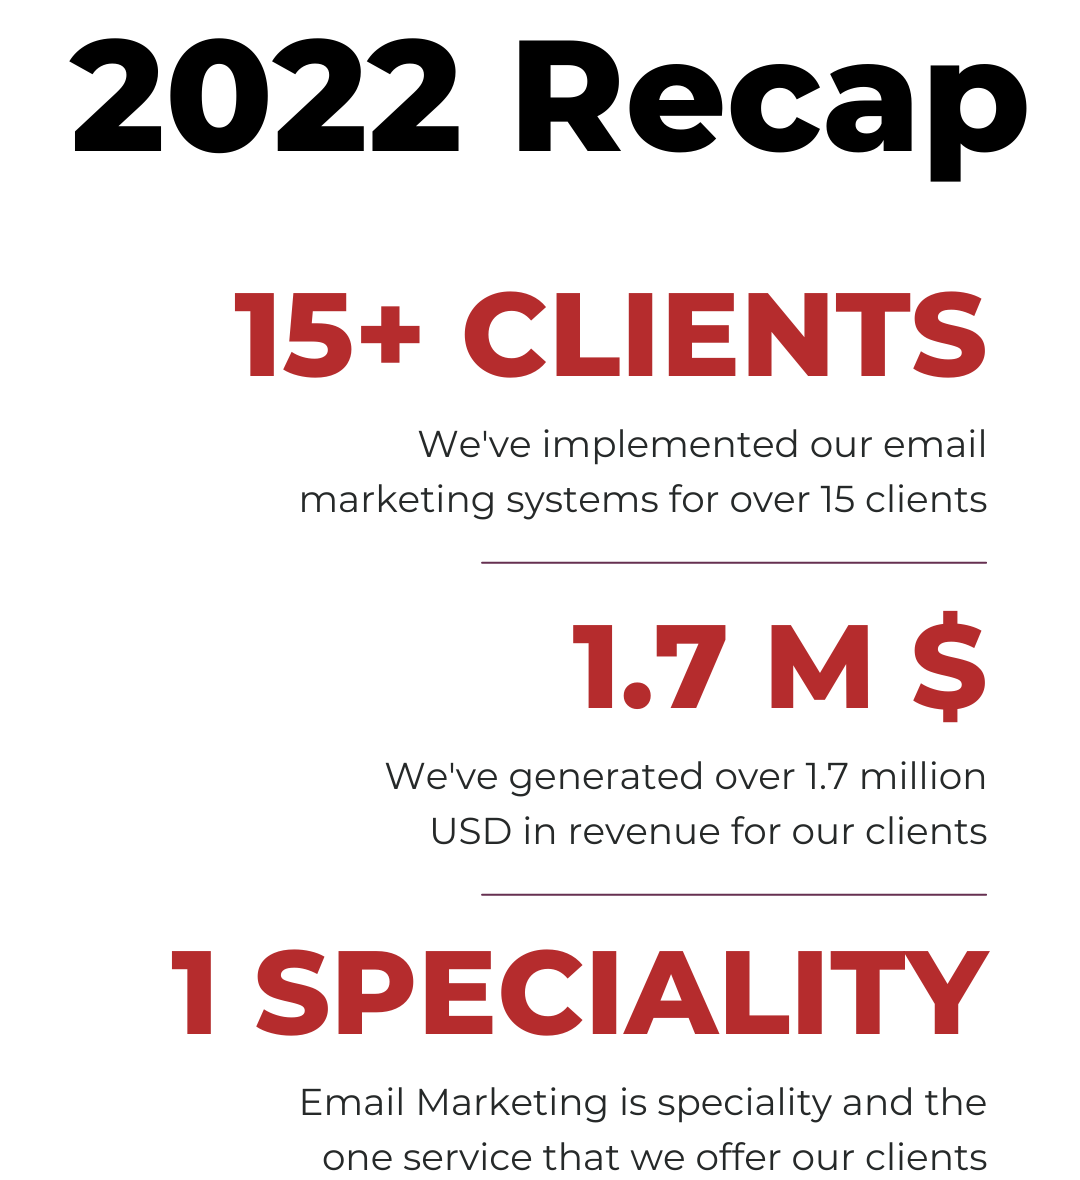 2022 Recap
15+ CLIENTS
We've implemented our email
marketing systems for over 15 clients
1.7 M $
We've generated over 1.7 million
USD in revenue for our clients
1 SPECIALITY
Email Marketing is speciality and the
one service that we offer our clients